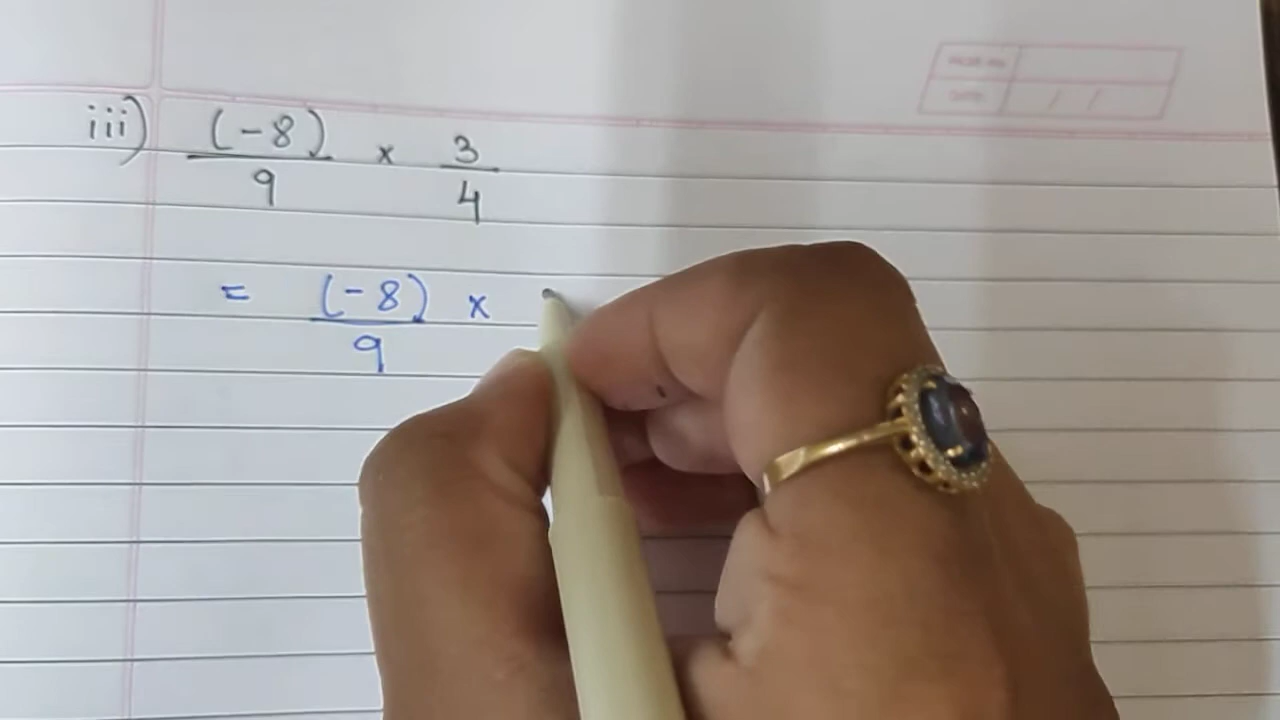 iii) (-8)/9 × 3/4
= (-8)/9 ×